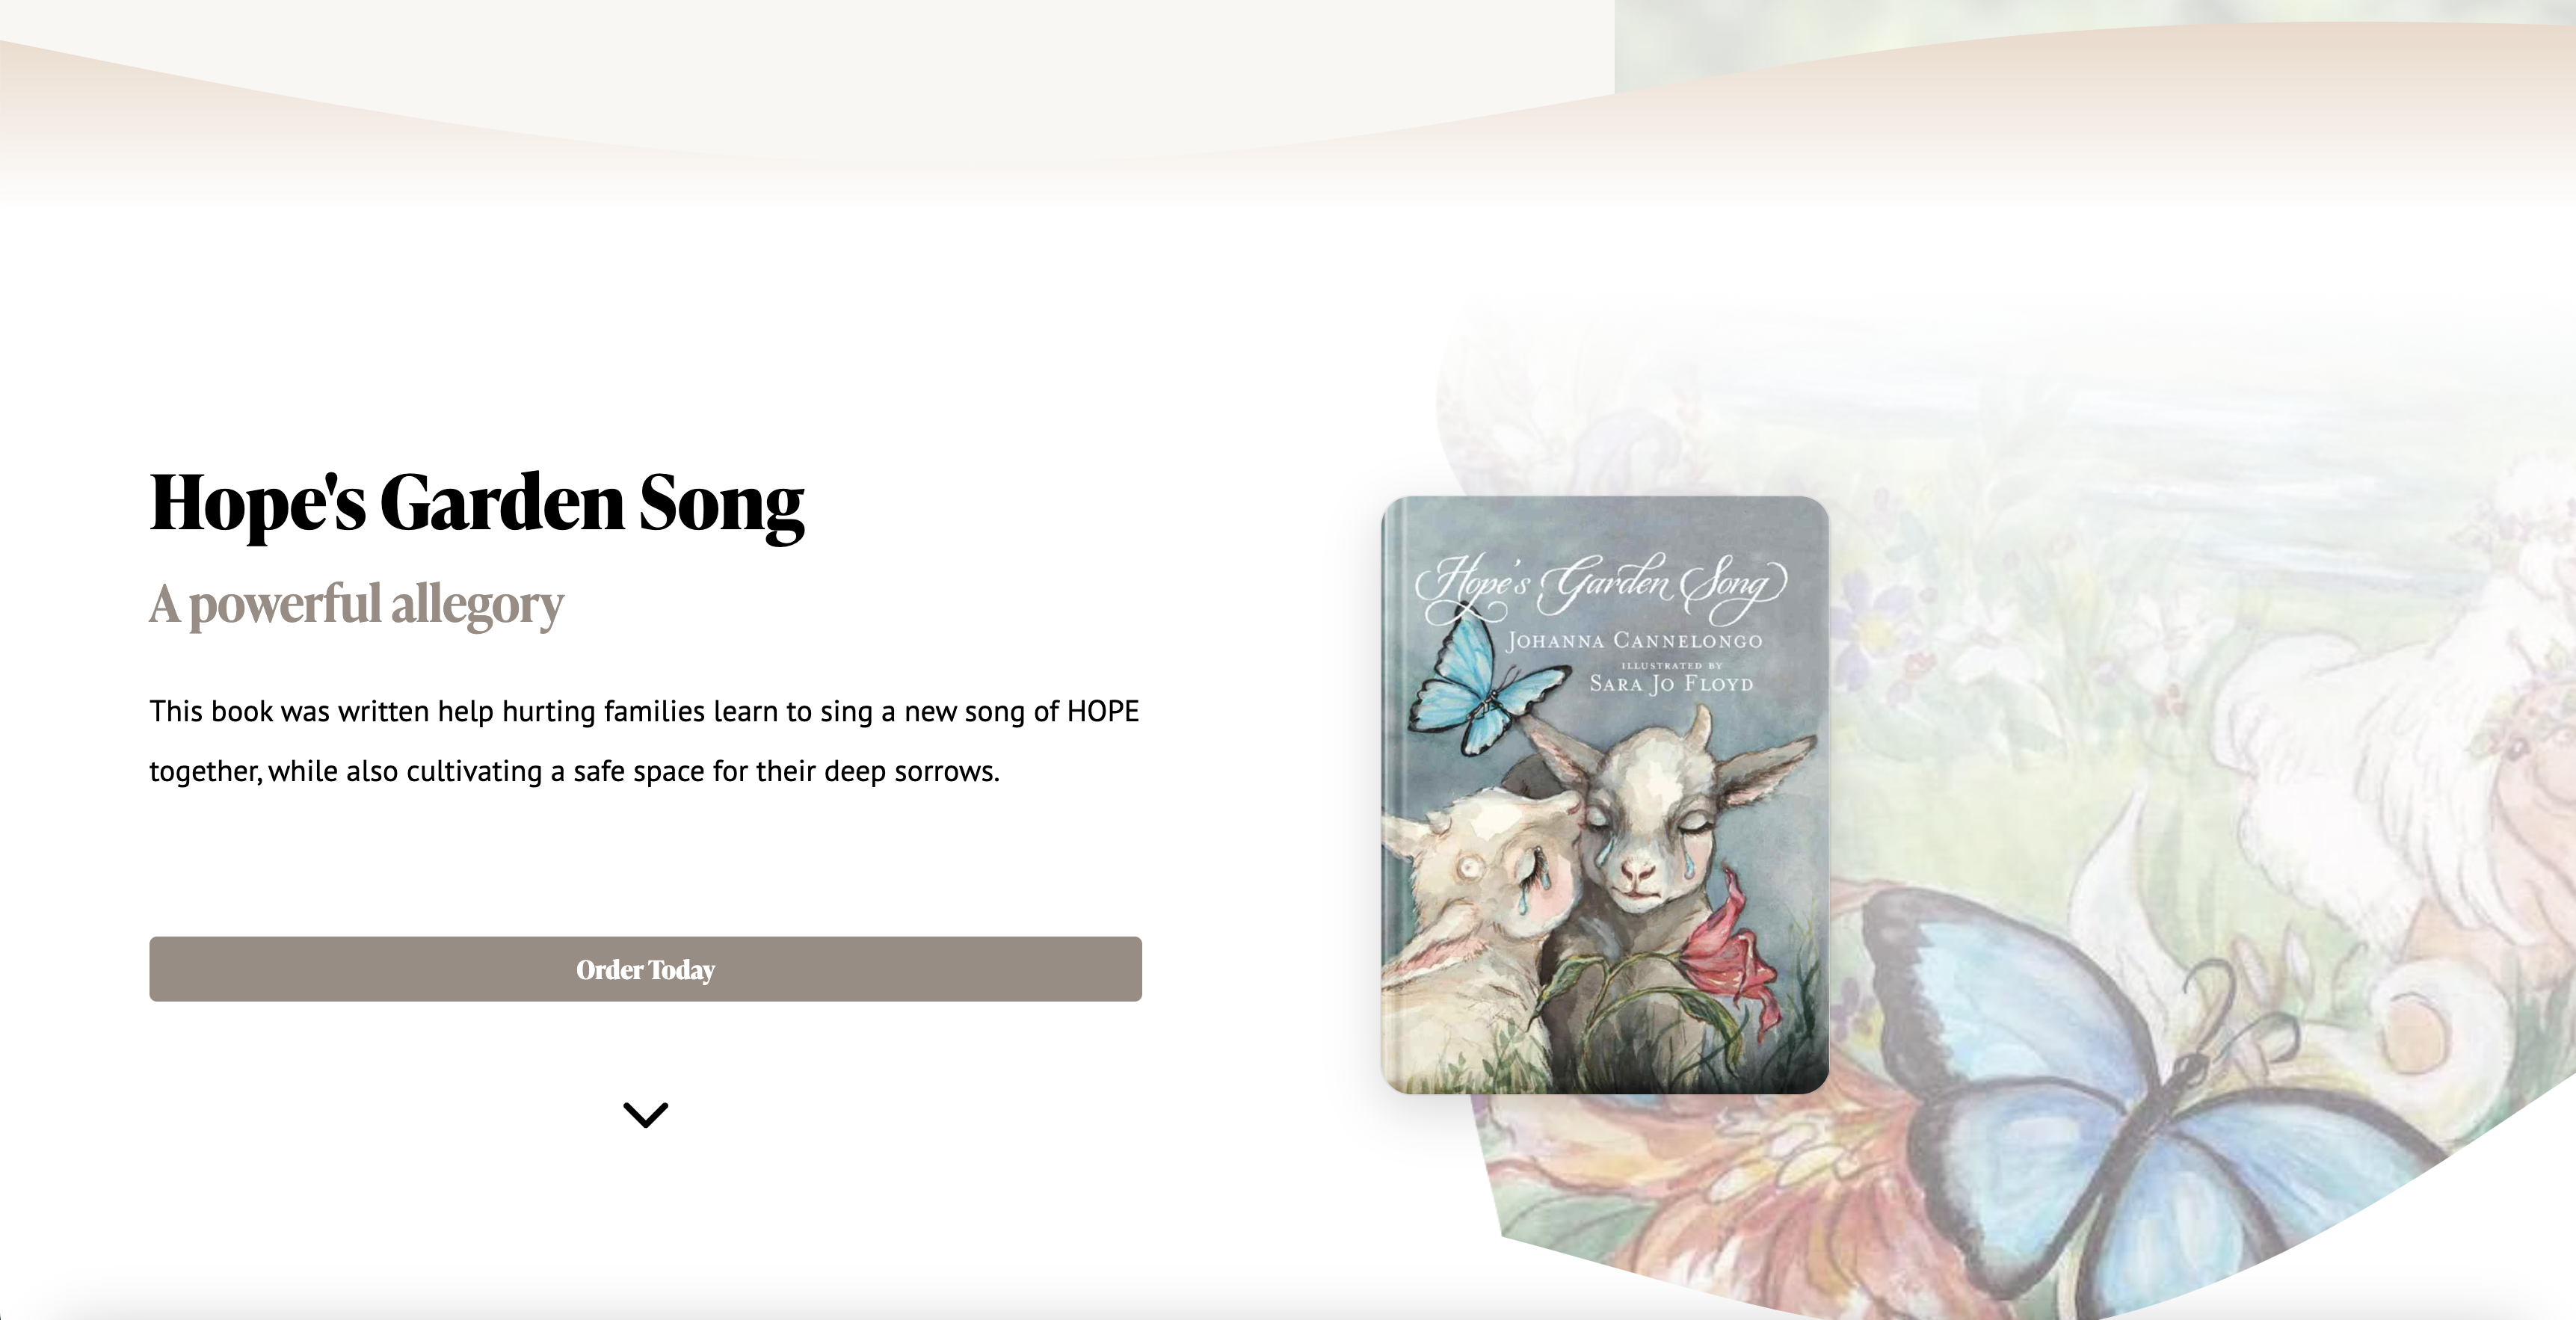 Hope's Garden Song
A powerful allegory
This book was written help hurting families learn to sing a new song of HOPE
together, while also cultivating a safe space for their deep sorrows.
Order Today
Hope's Garden Song
JOHANNA CANNELONGO
ILLUSTRATED BY
SARA JO FLOYD